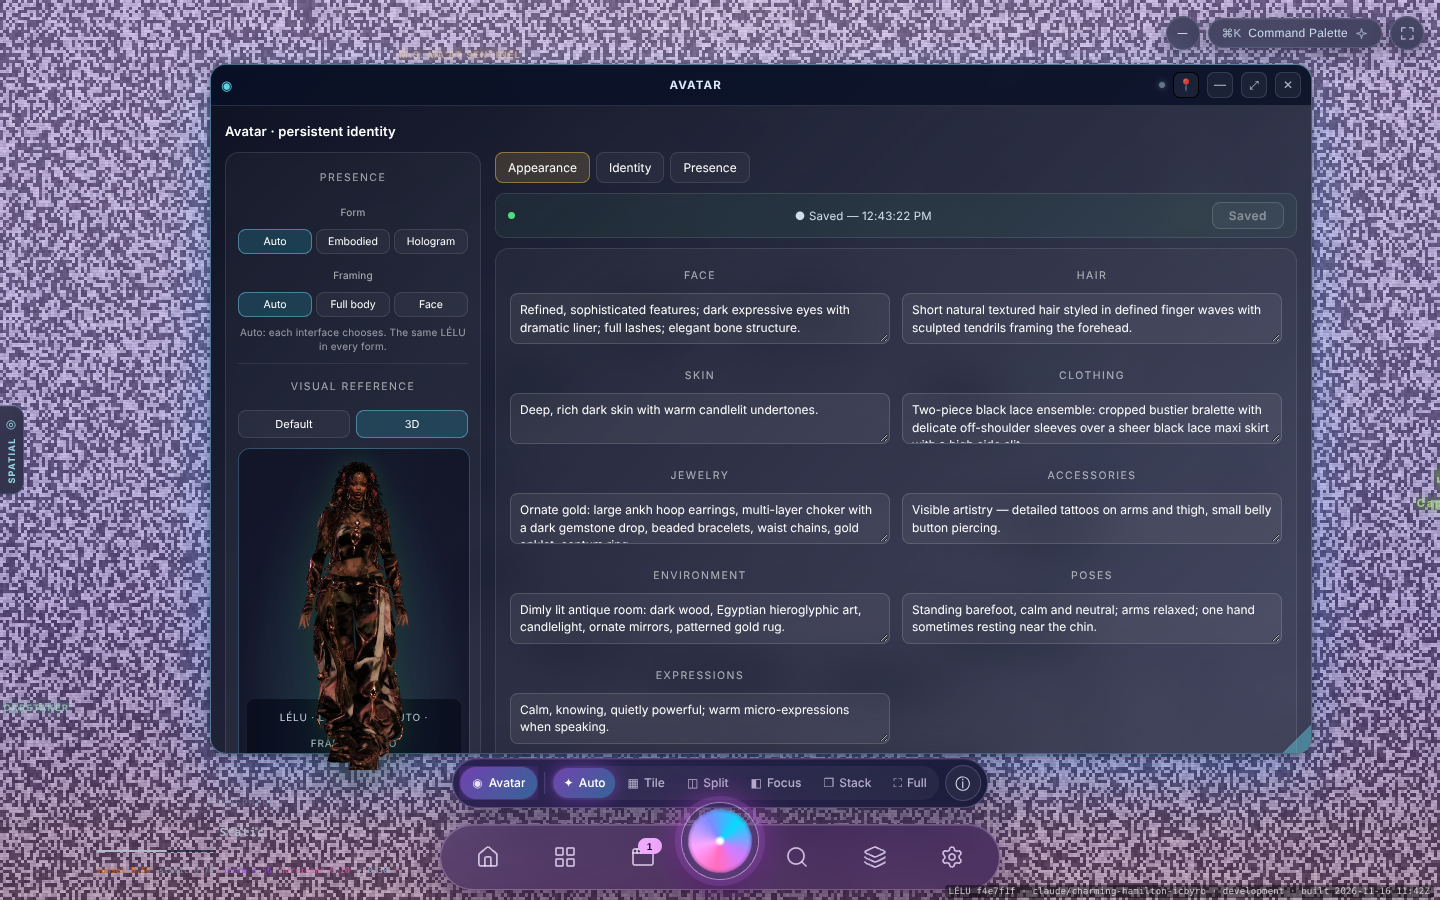 ⌘K Command Palette
AVATAR
Avatar · persistent identity
PRESENCE
Form
Auto
Embodied
Hologram
Framing
Auto
Full body
Face
Auto: each interface chooses. The same LÉLU
in every form.
VISUAL REFERENCE
Default
3D
LÉLU ·
Appearance
Identity
Presence
Saved — 12:43:22 PM
Saved
FACE
Refined, sophisticated features; dark expressive eyes with
dramatic liner; full lashes; elegant bone structure.
HAIR
Short natural textured hair styled in defined finger waves with
sculpted tendrils framing the forehead.
SKIN
Deep, rich dark skin with warm candlelit undertones.
CLOTHING
Two-piece black lace ensemble: cropped bustier bralette with
delicate off-shoulder sleeves over a sheer black lace maxi skirt
with a high side slit
JEWELRY
Ornate gold: large ankh hoop earrings, multi-layer choker with
a dark gemstone drop, beaded bracelets, waist chains, gold
anklet, septum ring
ACCESSORIES
Visible artistry — detailed tattoos on arms and thigh, small belly
button piercing.
ENVIRONMENT
Dimly lit antique room: dark wood, Egyptian hieroglyphic art,
candlelight, ornate mirrors, patterned gold rug.
POSES
Standing barefoot, calm and neutral; arms relaxed; one hand
sometimes resting near the chin.
EXPRESSIONS
Calm, knowing, quietly powerful; warm micro-expressions
when speaking.
SPATIAL
Avatar
Auto
Tile
Split
Focus
Stack
Full
1
LÉLU f4e7f1f · claude/charming-hamilton-icbyrb · development · built 2026-11-16 11:42Z